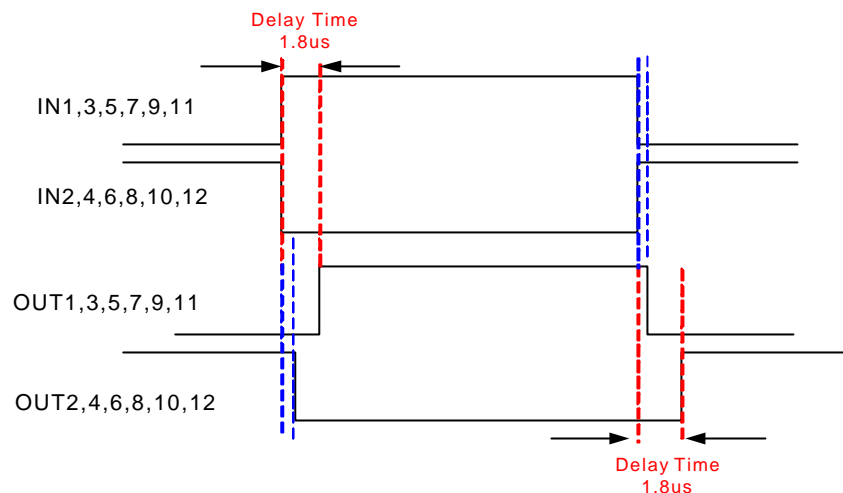 Delay Time
1.8us
IN1,3,5,7,9,11
IN2,4,6,8,10,12
OUT1,3,5,7,9,11
OUT2,4,6,8,10,12
Delay Time
1.8us